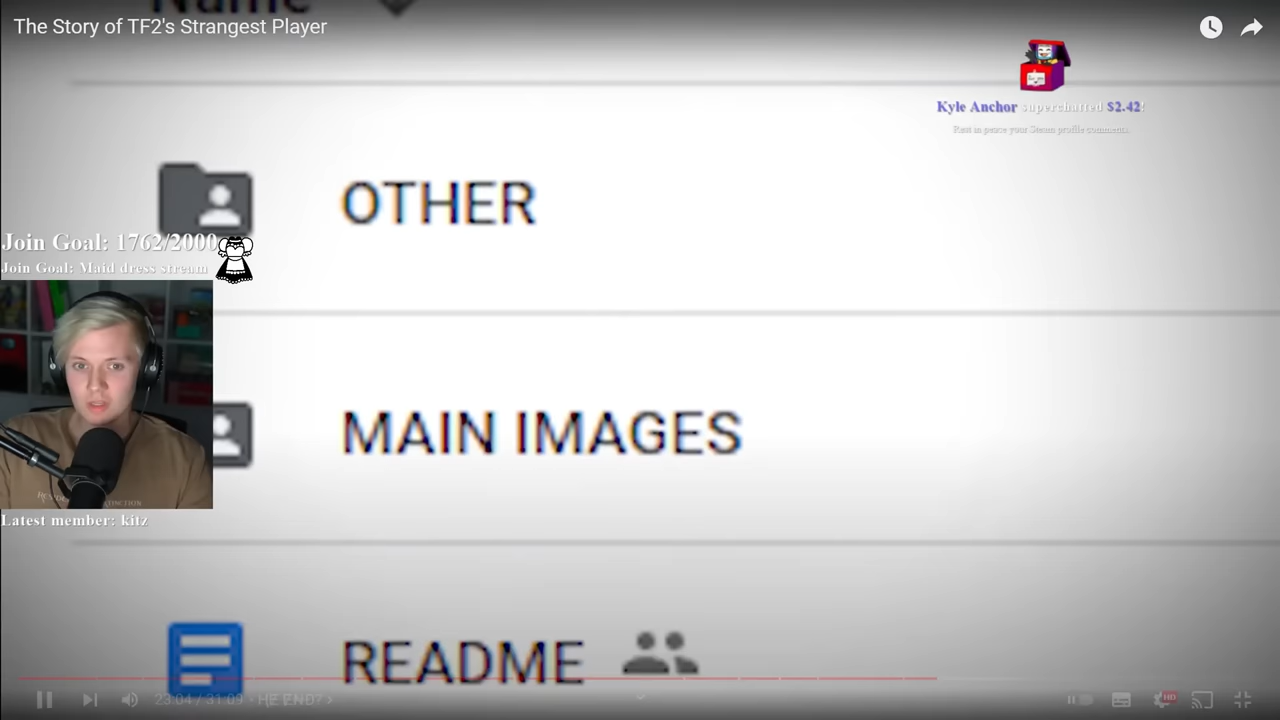 Name
The Story of TF2's Strangest Player
Kyle Anchor superchatted $2.42!
Rest in peace your Steam profile comments.
OTHER
Join Goal: 1762/2000
Join Goal: Maid dress stream
MAIN IMAGES
Latest member: kitz
README
23:04 / 31:09
HD